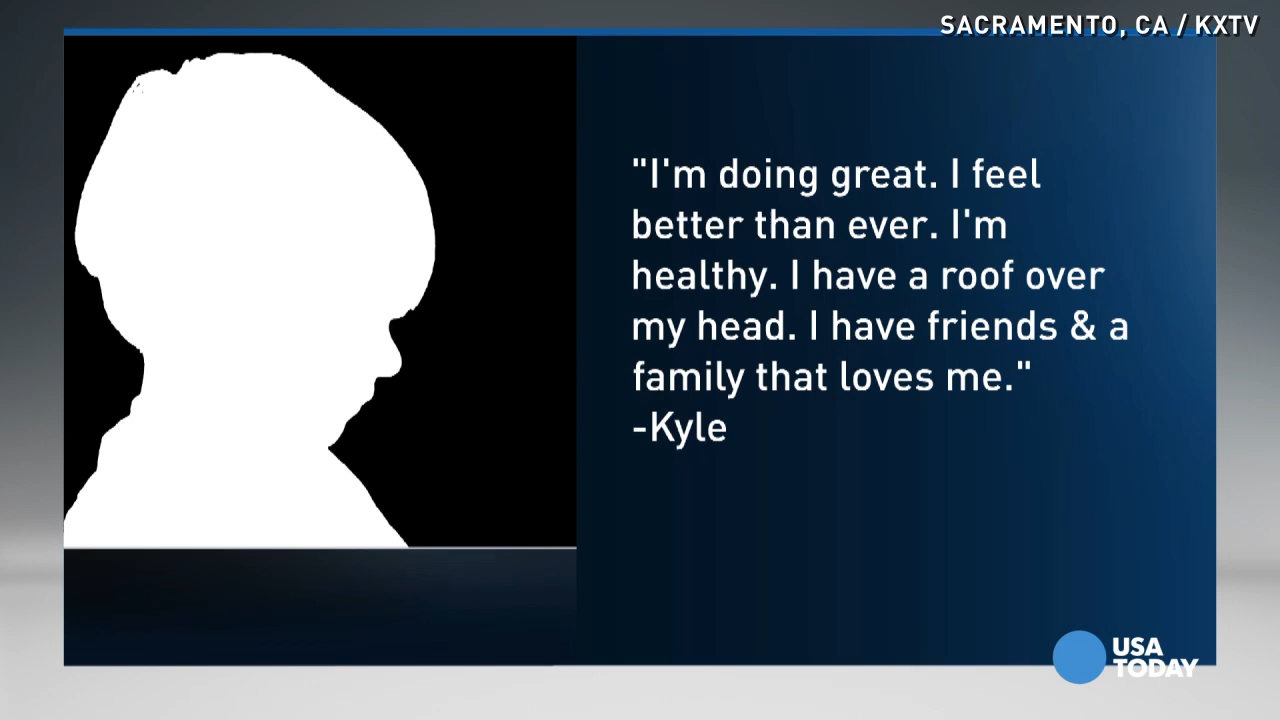 SACRAMENTO, CA / KXTV
"I'm doing great. I feel
better than ever. I'm
healthy. I have a roof over
my head. I have friends & a
family that loves me."
-Kyle
USA
TODAY